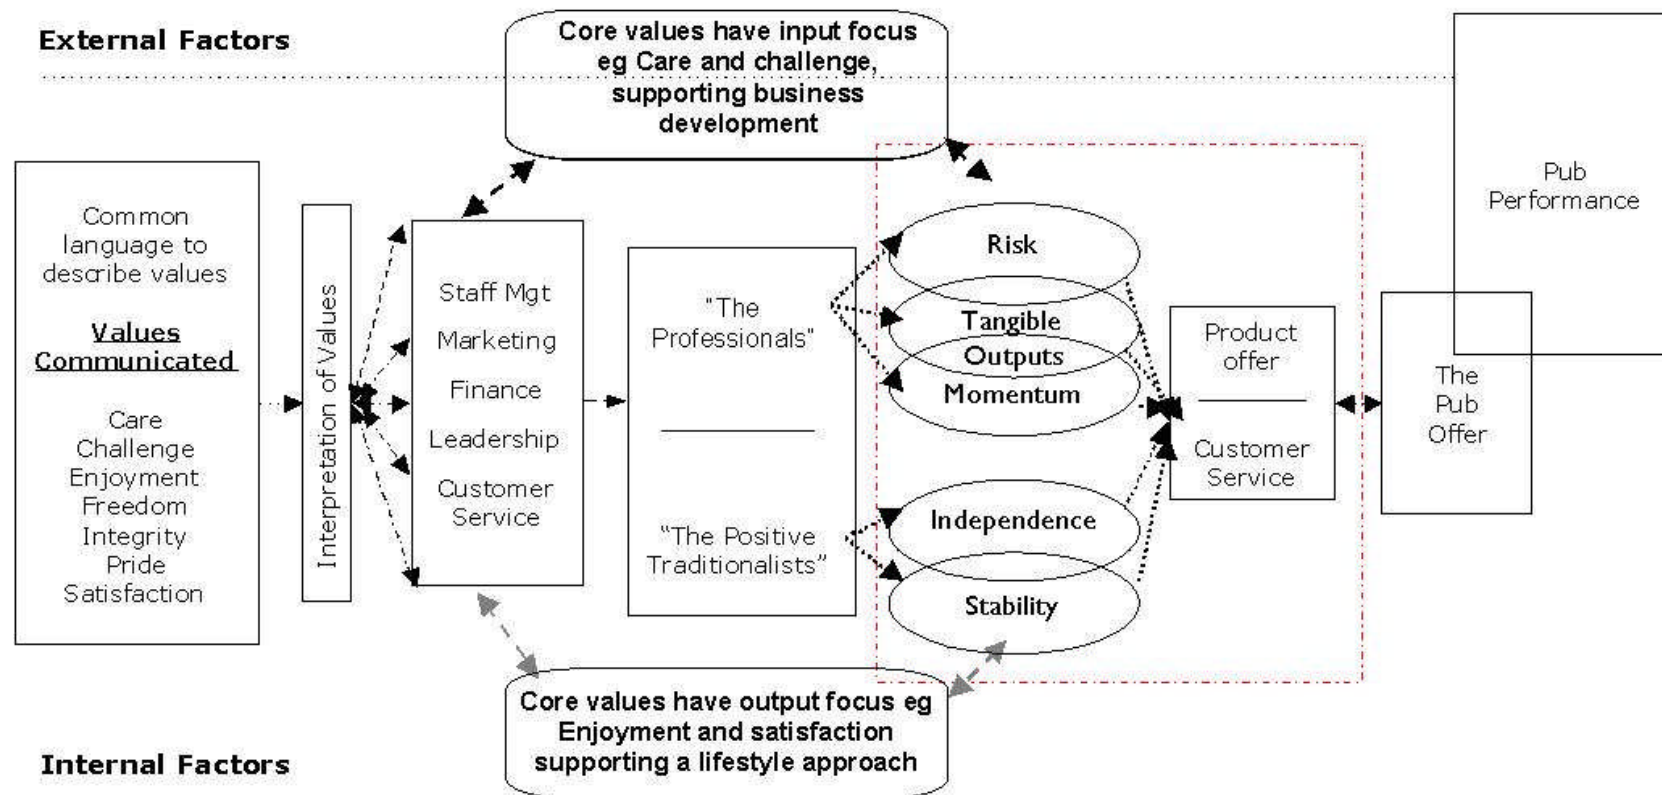 External Factors
Core values have input focus
eg Care and challenge,
supporting business
development
Pub
Performance
Common
language to
describe values
Values
Communicated
Care
Challenge
Enjoyment
Freedom
Integrity
Pride
Satisfaction
Interpretation of Values
Staff Mgt
Marketing
Finance
Leadership
Customer
Service
"The
Professionals"
"The Positive
Traditionalists”
Risk
Tangible
Outputs
Momentum
Independence
Stability
Product
offer
Customer
Service
The
Pub
Offer
Core values have output focus eg
Enjoyment and satisfaction
supporting a lifestyle approach
Internal Factors